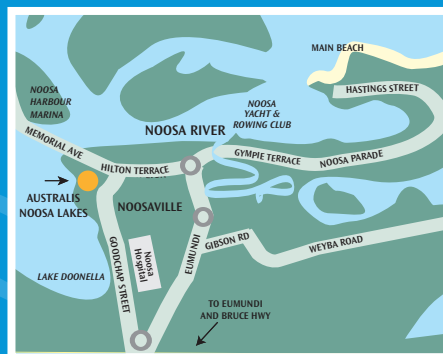 MAIN BEACH
HASTINGS STREET
NOOSA
HARBOUR
MARINA
NOOSA
YACHT &
ROWING CLUB
MEMORIAL AVE
NOOSA RIVER
GYMPIE TERRACE
NOOSA PARADE
HILTON TERRACE
AUSTRALIS
NOOSA LAKES
NOOSAVILLE
GOODCHAP STREET
Noosa
Hospital
EUMUNDI
GIBSON RD
WEYBA ROAD
LAKE DOONELLA
TO EUMUNDI
AND BRUCE HWY